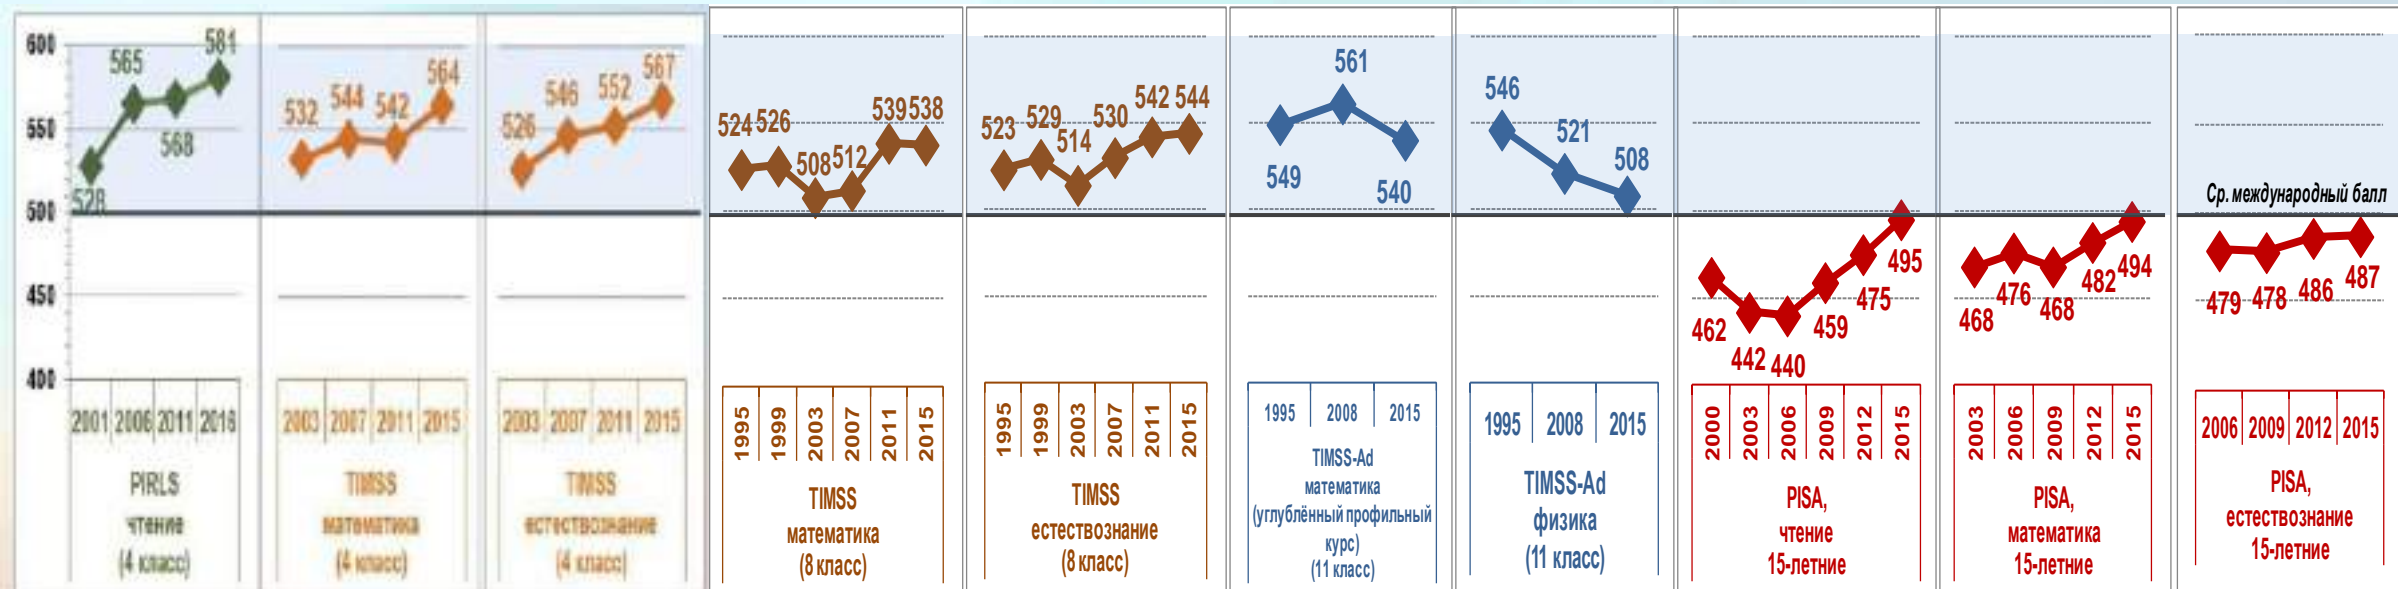 600
550
500
450
400
528
565
568
581
2001 2006 2011 2016
PIRLS
чтение
(4 класс)
532
544
542
564
2003 2007 2011 2015
TIMSS
математика
(4 класс)
526
546
552
567
2003 2007 2011 2015
TIMSS
естествознание
(4 класс)
524
526
508
512
539
538
1995 1999 2003 2007 2011 2015
TIMSS
математика
(8 класс)
523
529
514
530
542
544
1995 1999 2003 2007 2011 2015
TIMSS
естествознание
(8 класс)
549
561
540
1995 2008 2015
TIMSS-Ad
математика
(углублённый профильный
курс)
(11 класс)
546
521
508
1995 2008 2015
TIMSS-Ad
физика
(11 класс)
462
442
440
459
475
495
2000 2003 2006 2009 2012 2015
PISA,
чтение
15-летние
468
476
468
482
494
2003 2006 2009 2012 2015
PISA,
математика
15-летние
Ср. международный балл
479
478
486
487
2006 2009 2012 2015
PISA,
естествознание
15-летние